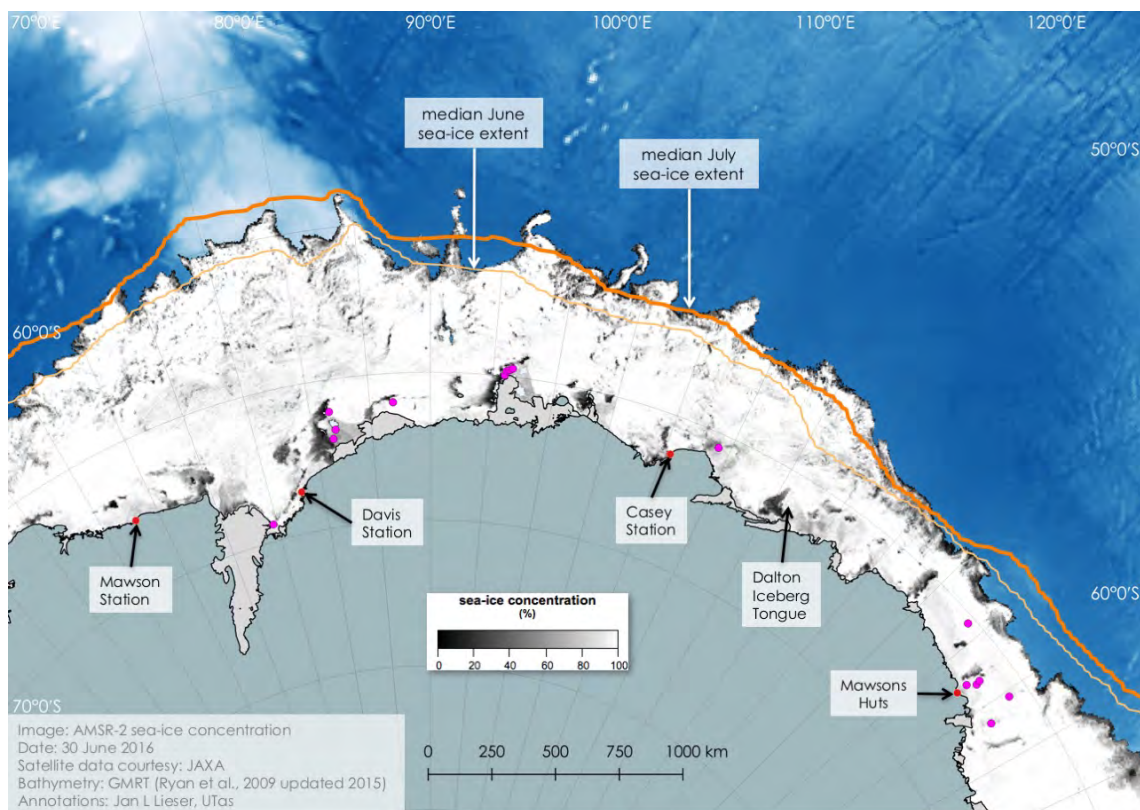 70°0'E
80°0'E
90°0'E
100°0'E
110°0'E
120°0'E
median June
sea-ice extent
median July
sea-ice extent
50°0'S
60°0'S
Davis
Station
Casey
Station
Mawson
Station
Dalton
Iceberg
Tongue
sea-ice concentration
(%)
0 20 40 60 80 100
60°0'S
Mawsons
Huts
70°0'S
Image: AMSR-2 sea-ice concentration
Date: 30 June 2016
Satellite data courtesy: JAXA
Bathymetry: GMRT (Ryan et al., 2009 updated 2015)
Annotations: Jan L Lieser, UTas
0 250 500 750 1000 km